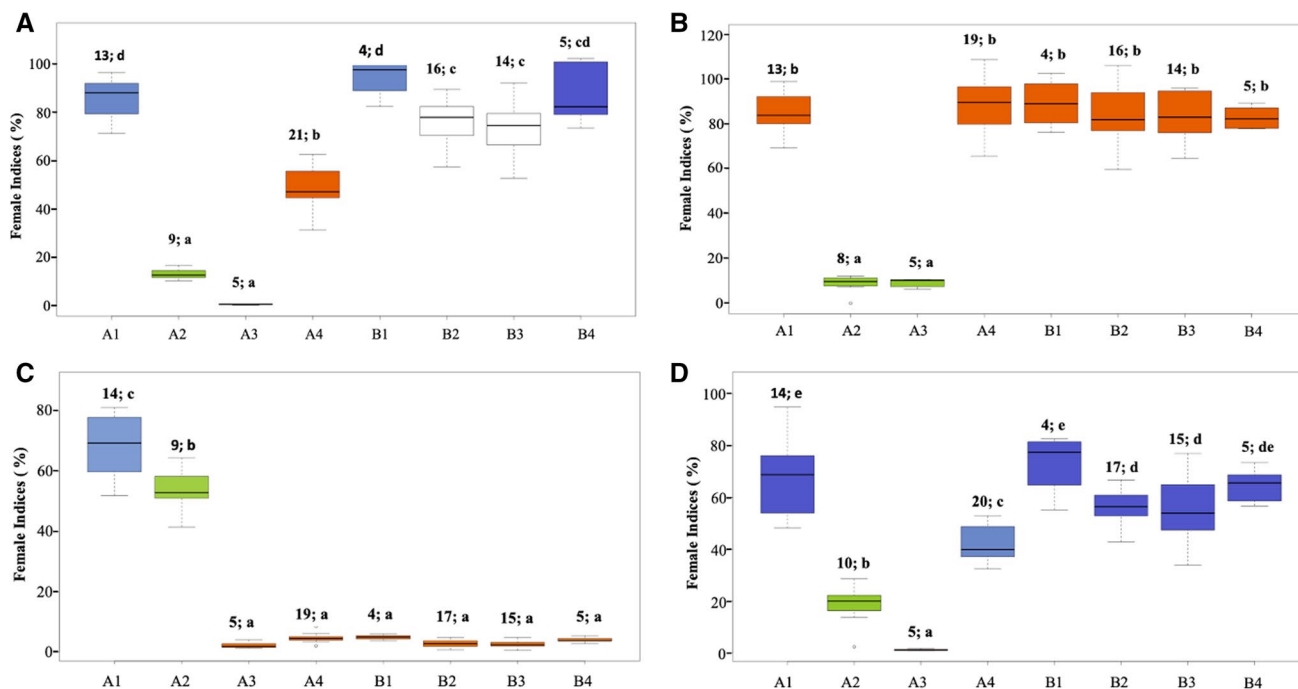 A
Female Indices ( %)
100
80
60
40
20
0
13; d
9; a
5; a
21; b
4; d
16; c
14; c
5; cd
A1 A2 A3 A4 B1 B2 B3 B4
B
Female Indices ( %)
120
100
80
60
40
20
0
13; b
8; a
5; a
19; b
4; b
16; b
14; b
5; b
A1 A2 A3 A4 B1 B2 B3 B4
C
Female Indices ( %)
80
60
40
20
0
14; c
9; b
5; a
19; a
4; a
17; a
15; a
5; a
A1 A2 A3 A4 B1 B2 B3 B4
D
Female Indices ( %)
100
80
60
40
20
0
14; e
10; b
5; a
20; c
4; e
17; d
15; d
5; de
A1 A2 A3 A4 B1 B2 B3 B4